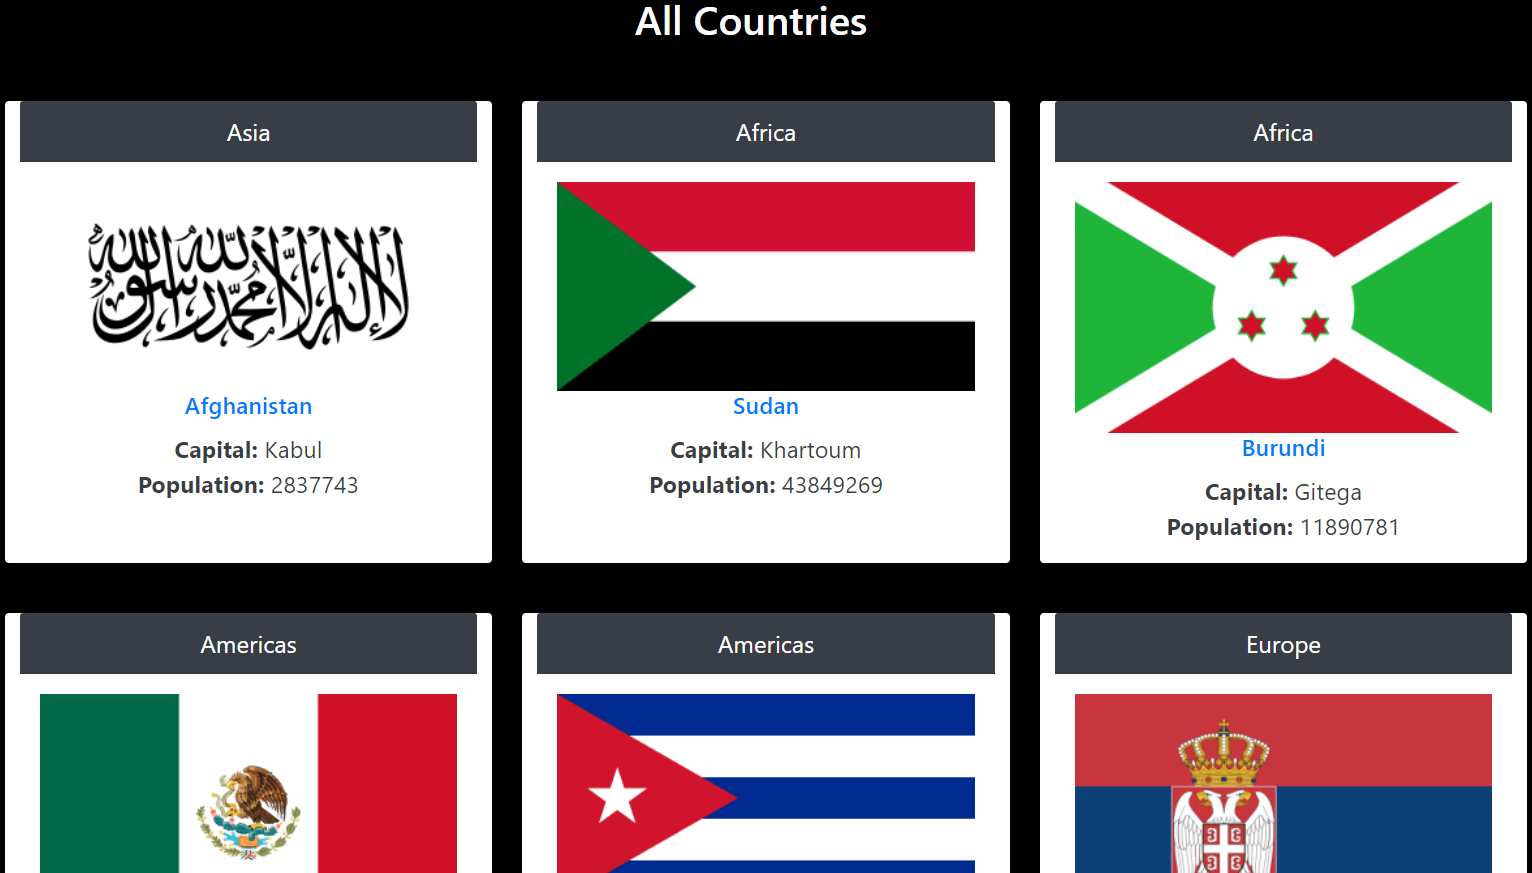 All Countries
Asia
Africa
Africa
لا إله إلا الله محمد رسول الله
Afghanistan
Capital: Kabul
Population: 2837743
Sudan
Capital: Khartoum
Population: 43849269
Burundi
Capital: Gitega
Population: 11890781
Americas
Americas
Europe